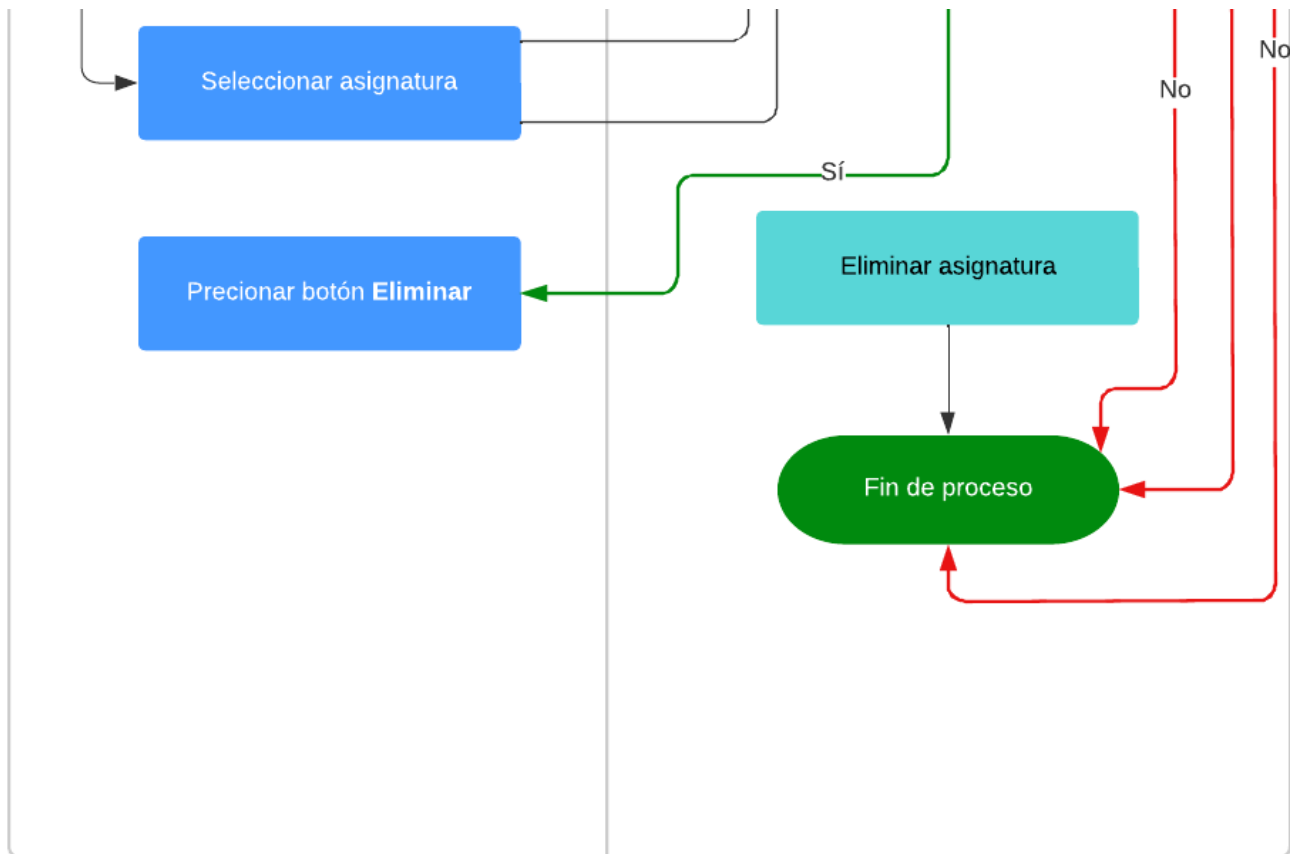 No
Seleccionar asignatura
No
Sí
Eliminar asignatura
Precionar botón Eliminar
Fin de proceso